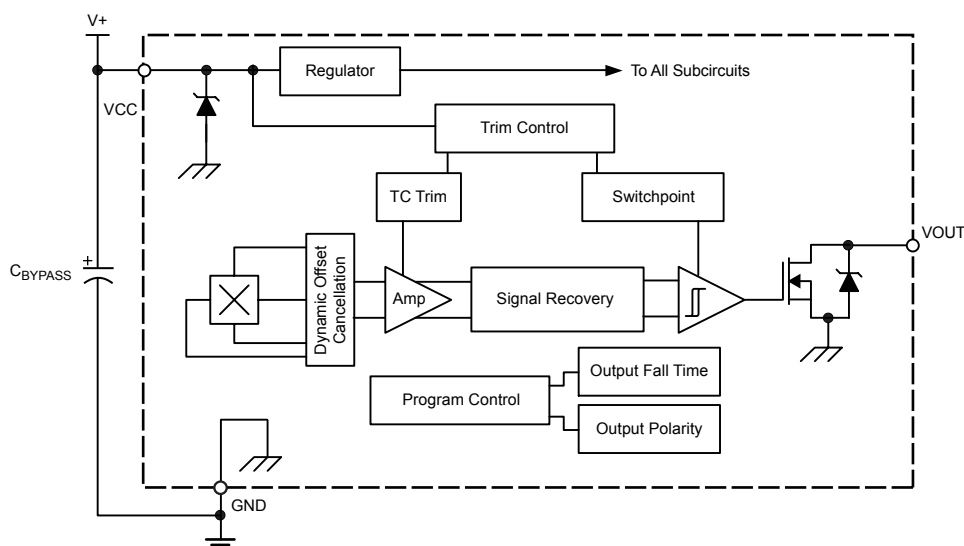 V+
Regulator
To All Subcircuits
VCC
Trim Control
TC Trim
Switchpoint
VOUT
CBYPASS
+
Dynamic Offset
Cancellation
Amp
Signal Recovery
Output Fall Time
Program Control
Output Polarity
GND